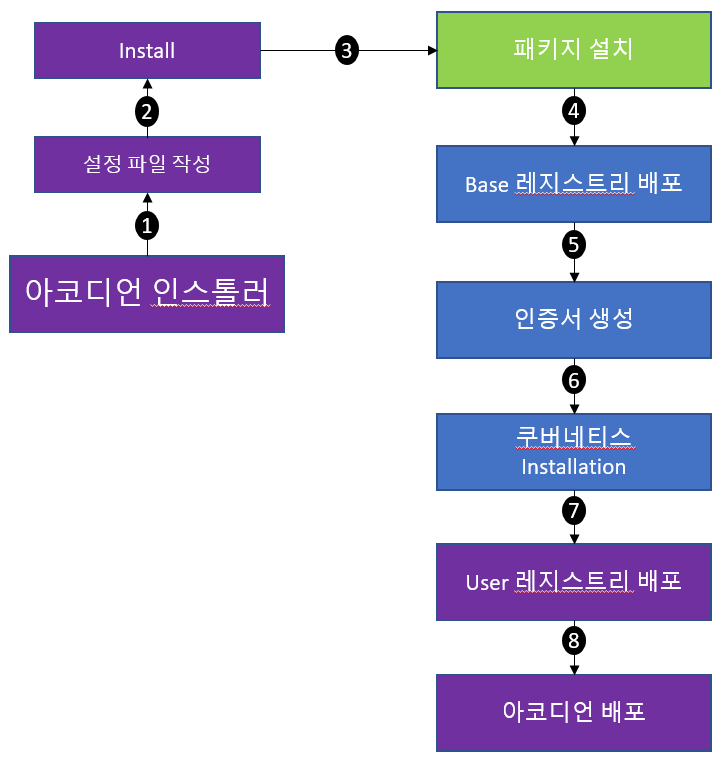 아코디언 인스톨러
1
설정 파일 작성
2
Install
3
패키지 설치
4
Base 레지스트리 배포
5
인증서 생성
6
쿠버네티스
Installation
7
User 레지스트리 배포
8
아코디언 배포